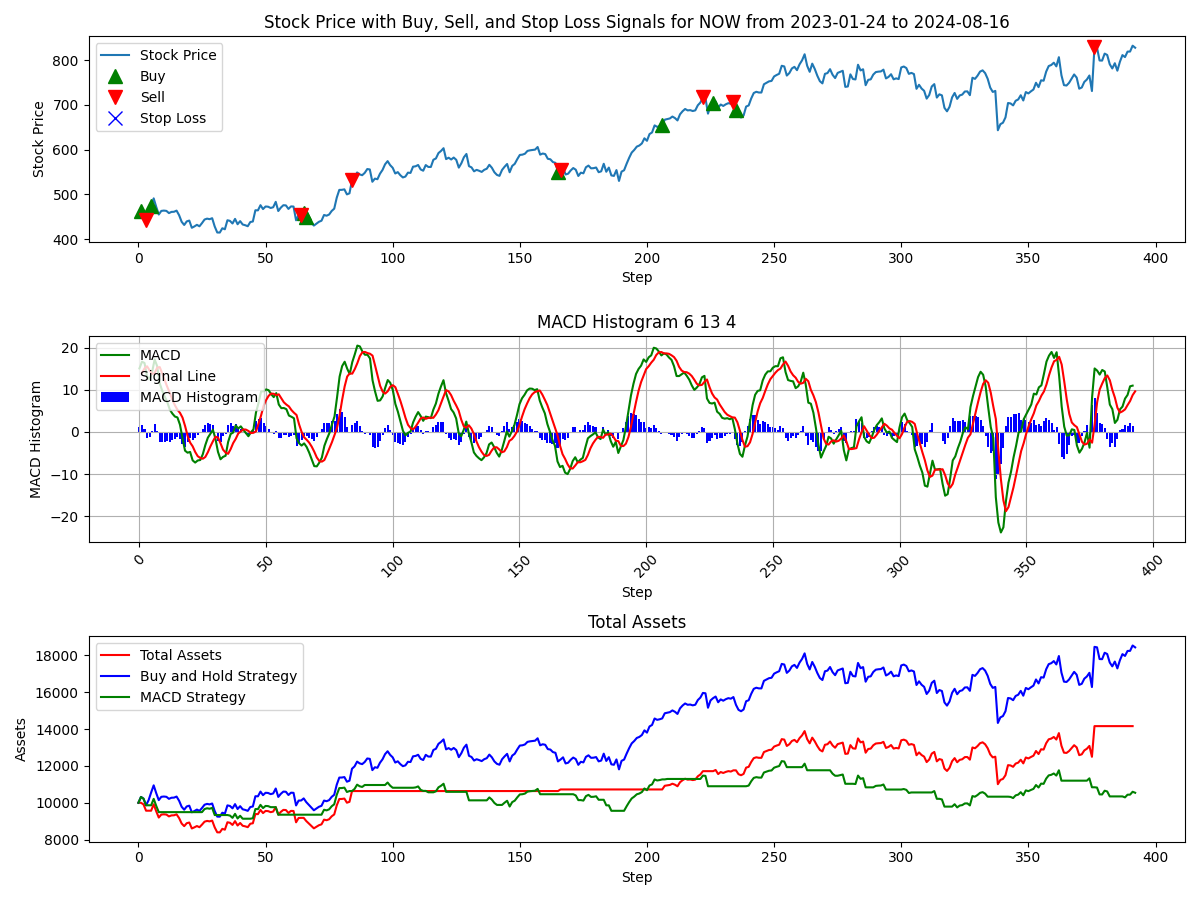 Stock Price with Buy, Sell, and Stop Loss Signals for NOW from 2023-01-24 to 2024-08-16
Stock Price
Buy
Sell
Stop Loss
Stock Price
800
700
600
500
400
0 50 100 150 200 250 300 350 400
Step
MACD Histogram 6 13 4
MACD
Signal Line
MACD Histogram
MACD Histogram
20
10
0
−10
−20
0 50 100 150 200 250 300 350 400
Step
Total Assets
Total Assets
Buy and Hold Strategy
MACD Strategy
Assets
18000
16000
14000
12000
10000
8000
0 50 100 150 200 250 300 350 400
Step